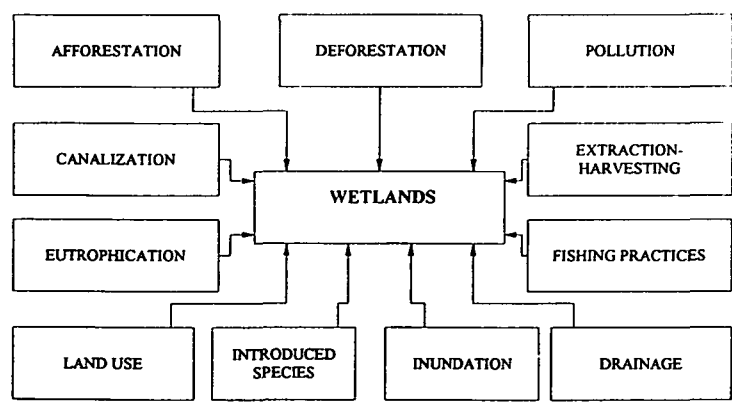 AFFORESTATION
DEFORESTATION
POLLUTION
CANALIZATION
EXTRACTION-
HARVESTING
WETLANDS
EUTROPHICATION
FISHING PRACTICES
LAND USE
INTRODUCED
SPECIES
INUNDATION
DRAINAGE